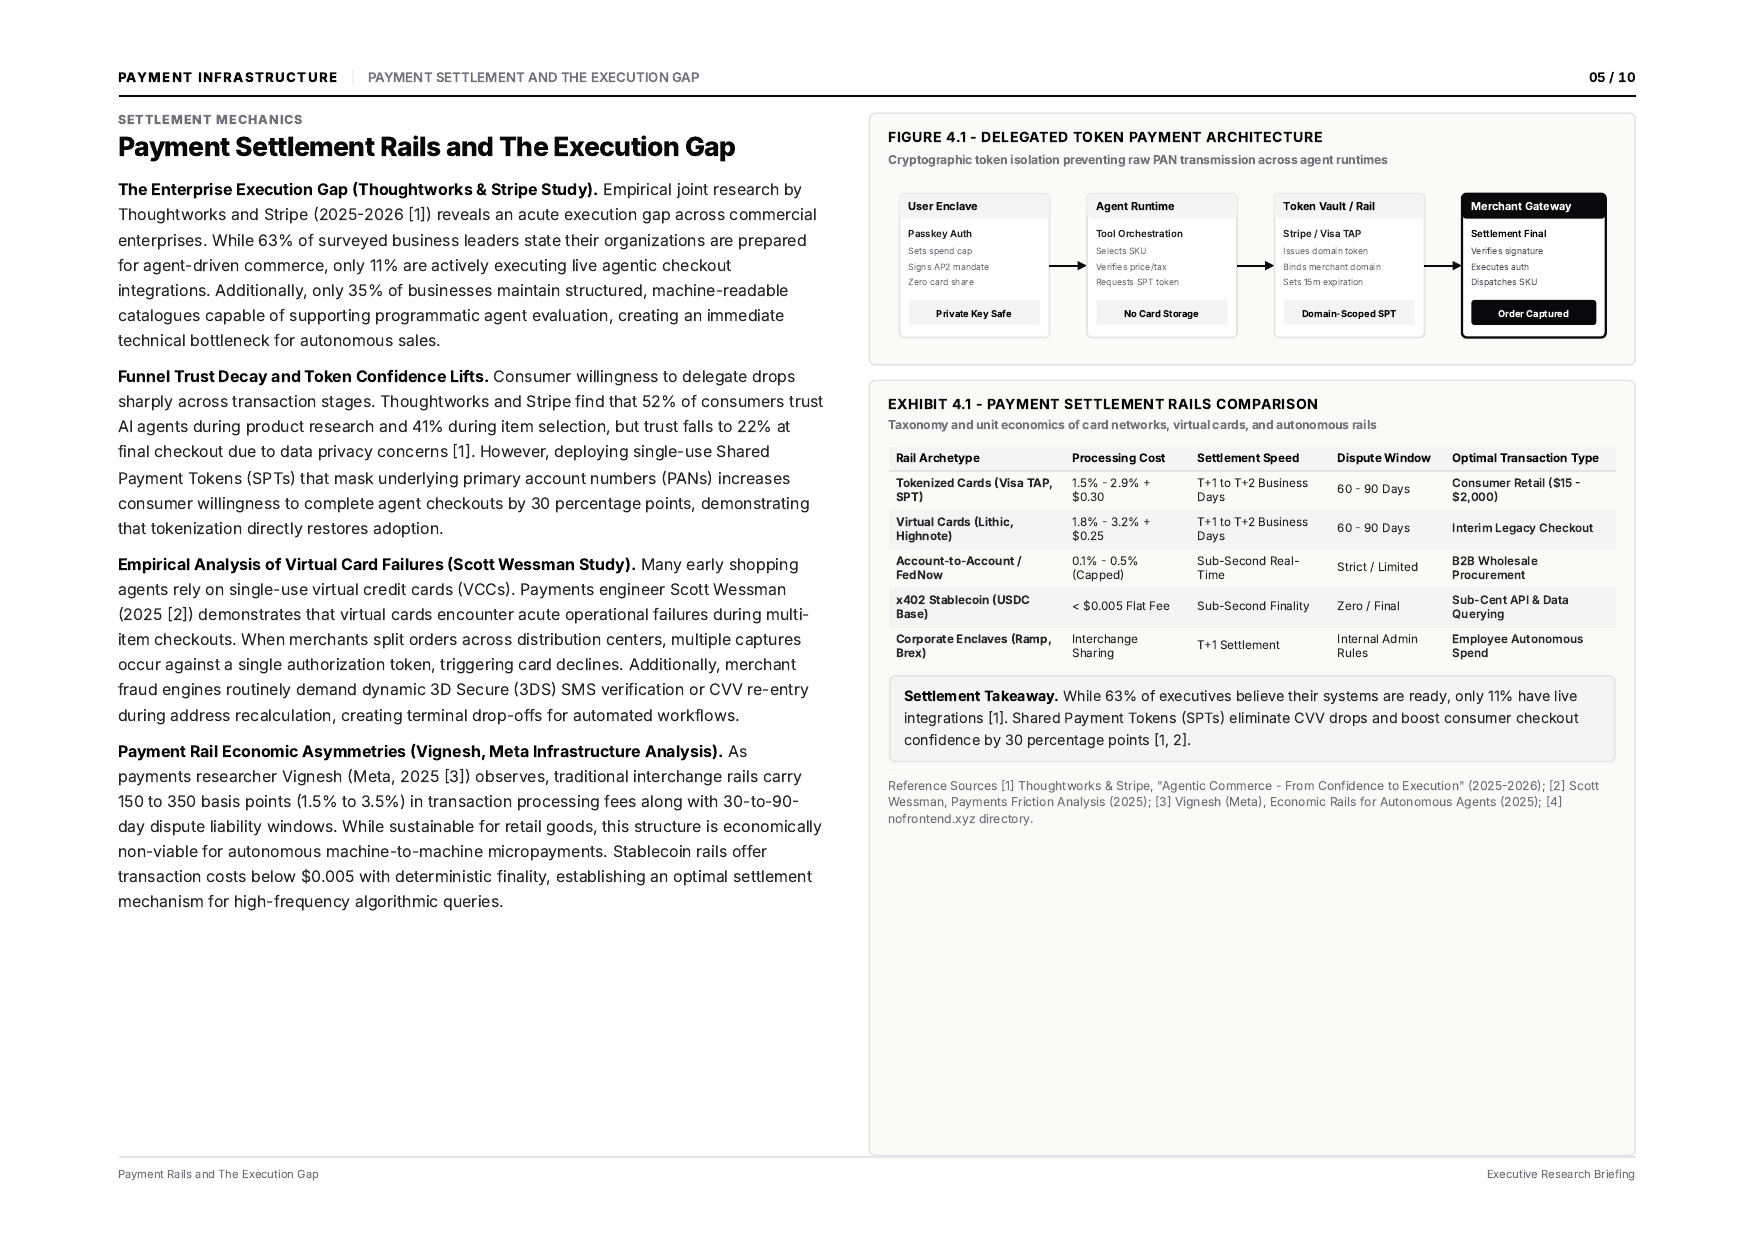 PAYMENT INFRASTRUCTURE PAYMENT SETTLEMENT AND THE EXECUTION GAP 05 / 10
SETTLEMENT MECHANICS
Payment Settlement Rails and The Execution Gap
The Enterprise Execution Gap (Thoughtworks & Stripe Study). Empirical joint research by
Thoughtworks and Stripe (2025-2026 [1]) reveals an acute execution gap across commercial
enterprises. While 63% of surveyed business leaders state their organizations are prepared
for agent-driven commerce, only 11% are actively executing live agentic checkout
integrations. Additionally, only 35% of businesses maintain structured, machine-readable
catalogues capable of supporting programmatic agent evaluation, creating an immediate
technical bottleneck for autonomous sales.
Funnel Trust Decay and Token Confidence Lifts. Consumer willingness to delegate drops
sharply across transaction stages. Thoughtworks and Stripe find that 52% of consumers trust
AI agents during product research and 41% during item selection, but trust falls to 22% at
final checkout due to data privacy concerns [1]. However, deploying single-use Shared
Payment Tokens (SPTs) that mask underlying primary account numbers (PANs) increases
consumer willingness to complete agent checkouts by 30 percentage points, demonstrating
that tokenization directly restores adoption.
Empirical Analysis of Virtual Card Failures (Scott Wessman Study). Many early shopping
agents rely on single-use virtual credit cards (VCCs). Payments engineer Scott Wessman
(2025 [2]) demonstrates that virtual cards encounter acute operational failures during multi-
item checkouts. When merchants split orders across distribution centers, multiple captures
occur against a single authorization token, triggering card declines. Additionally, merchant
fraud engines routinely demand dynamic 3D Secure (3DS) SMS verification or CVV re-entry
during address recalculation, creating terminal drop-offs for automated workflows.
Payment Rail Economic Asymmetries (Vignesh, Meta Infrastructure Analysis). As
payments researcher Vignesh (Meta, 2025 [3]) observes, traditional interchange rails carry
150 to 350 basis points (1.5% to 3.5%) in transaction processing fees along with 30-to-90-
day dispute liability windows. While sustainable for retail goods, this structure is economically
non-viable for autonomous machine-to-machine micropayments. Stablecoin rails offer
transaction costs below $0.005 with deterministic finality, establishing an optimal settlement
mechanism for high-frequency algorithmic queries.
FIGURE 4.1 - DELEGATED TOKEN PAYMENT ARCHITECTURE
Cryptographic token isolation preventing raw PAN transmission across agent runtimes
User Enclave
Passkey Auth
Sets spend cap
Signs AP2 mandate
Zero card share
Private Key Safe
Agent Runtime
Tool Orchestration
Selects SKU
Verifies price/tax
Requests SPT token
No Card Storage
Token Vault / Rail
Stripe / Visa TAP
Issues domain token
Binds merchant domain
Sets 15m expiration
Domain-Scoped SPT
Merchant Gateway
Settlement Final
Verifies signature
Executes auth
Dispatches SKU
Order Captured
EXHIBIT 4.1 - PAYMENT SETTLEMENT RAILS COMPARISON
Taxonomy and unit economics of card networks, virtual cards, and autonomous rails
Rail Archetype Processing Cost Settlement Speed Dispute Window Optimal Transaction Type
Tokenized Cards (Visa TAP, SPT) 1.5% - 2.9% + $0.30 T+1 to T+2 Business Days 60 - 90 Days Consumer Retail ($15 - $2,000)
Virtual Cards (Lithic, Highnote) 1.8% - 3.2% + $0.25 T+1 to T+2 Business Days 60 - 90 Days Interim Legacy Checkout
Account-to-Account / FedNow 0.1% - 0.5% (Capped) Sub-Second Real-Time Strict / Limited B2B Wholesale Procurement
x402 Stablecoin (USDC Base) < $0.005 Flat Fee Sub-Second Finality Zero / Final Sub-Cent API & Data Querying
Corporate Enclaves (Ramp, Brex) Interchange Sharing T+1 Settlement Internal Admin Rules Employee Autonomous Spend
Settlement Takeaway. While 63% of executives believe their systems are ready, only 11% have live
integrations [1]. Shared Payment Tokens (SPTs) eliminate CVV drops and boost consumer checkout
confidence by 30 percentage points [1, 2].
Reference Sources [1] Thoughtworks & Stripe, "Agentic Commerce - From Confidence to Execution" (2025-2026); [2] Scott
Wessman, Payments Friction Analysis (2025); [3] Vignesh (Meta), Economic Rails for Autonomous Agents (2025); [4]
nofrontend.xyz directory.
Payment Rails and The Execution Gap Executive Research Briefing